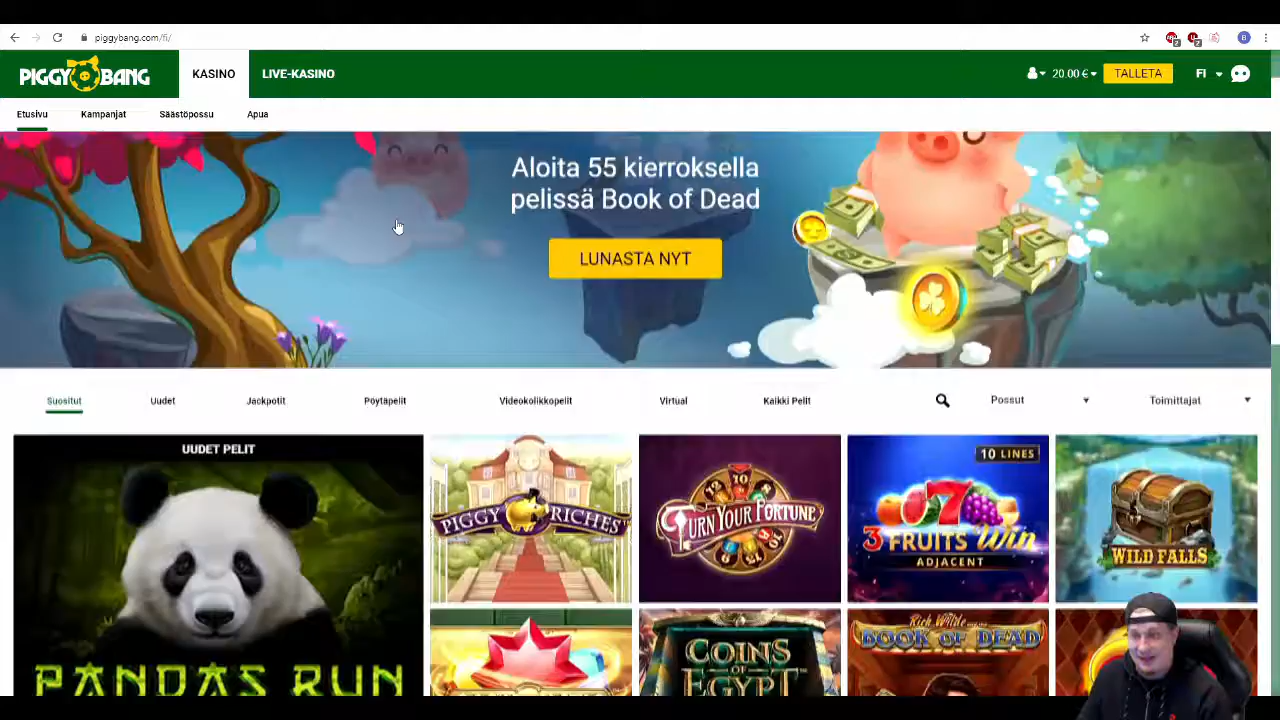 piggybang.com/fi/
PIGGY BANG
KASINO
LIVE-KASINO
20.00 €
TALLETA
FI
Etusivu
Kampanjat
Säästöpossu
Apua
Aloita 55 kierroksella
pelissä Book of Dead
LUNASTA NYT
Suositut
Uudet
Jackpotit
Pöytäpelit
Videokolikkopelit
Virtual
Kaikki Pelit
Possut
Toimittajat
UUDET PELIT
PANDAS RUN
PIGGY RICHES
TURN YOUR FORTUNE
10 LINES
3 FRUITS Win
ADJACENT
WILD FALLS
COINS
OF
EGYPT
Rich Wilde
BOOK OF DEAD